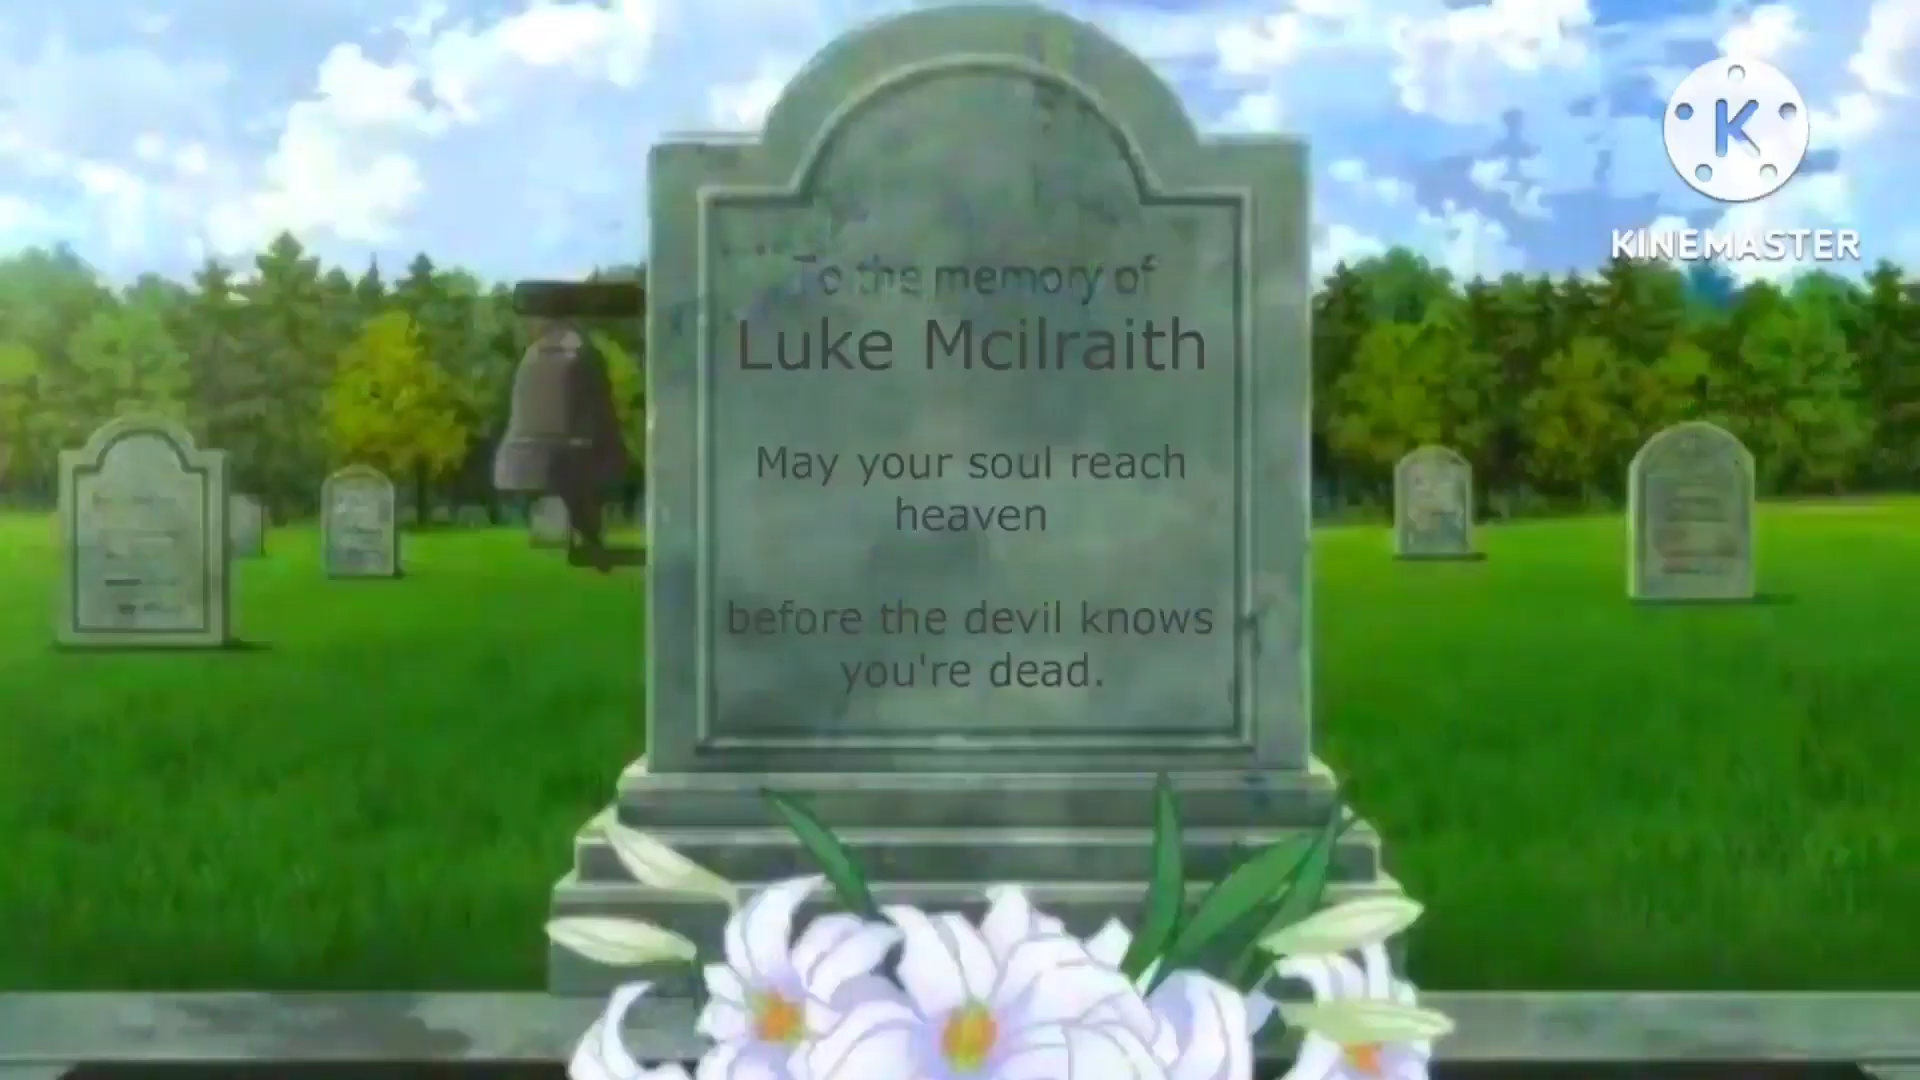 To the memory of
Luke Mcilraith
May your soul reach
heaven
before the devil knows
you're dead.
K
KINEMASTER